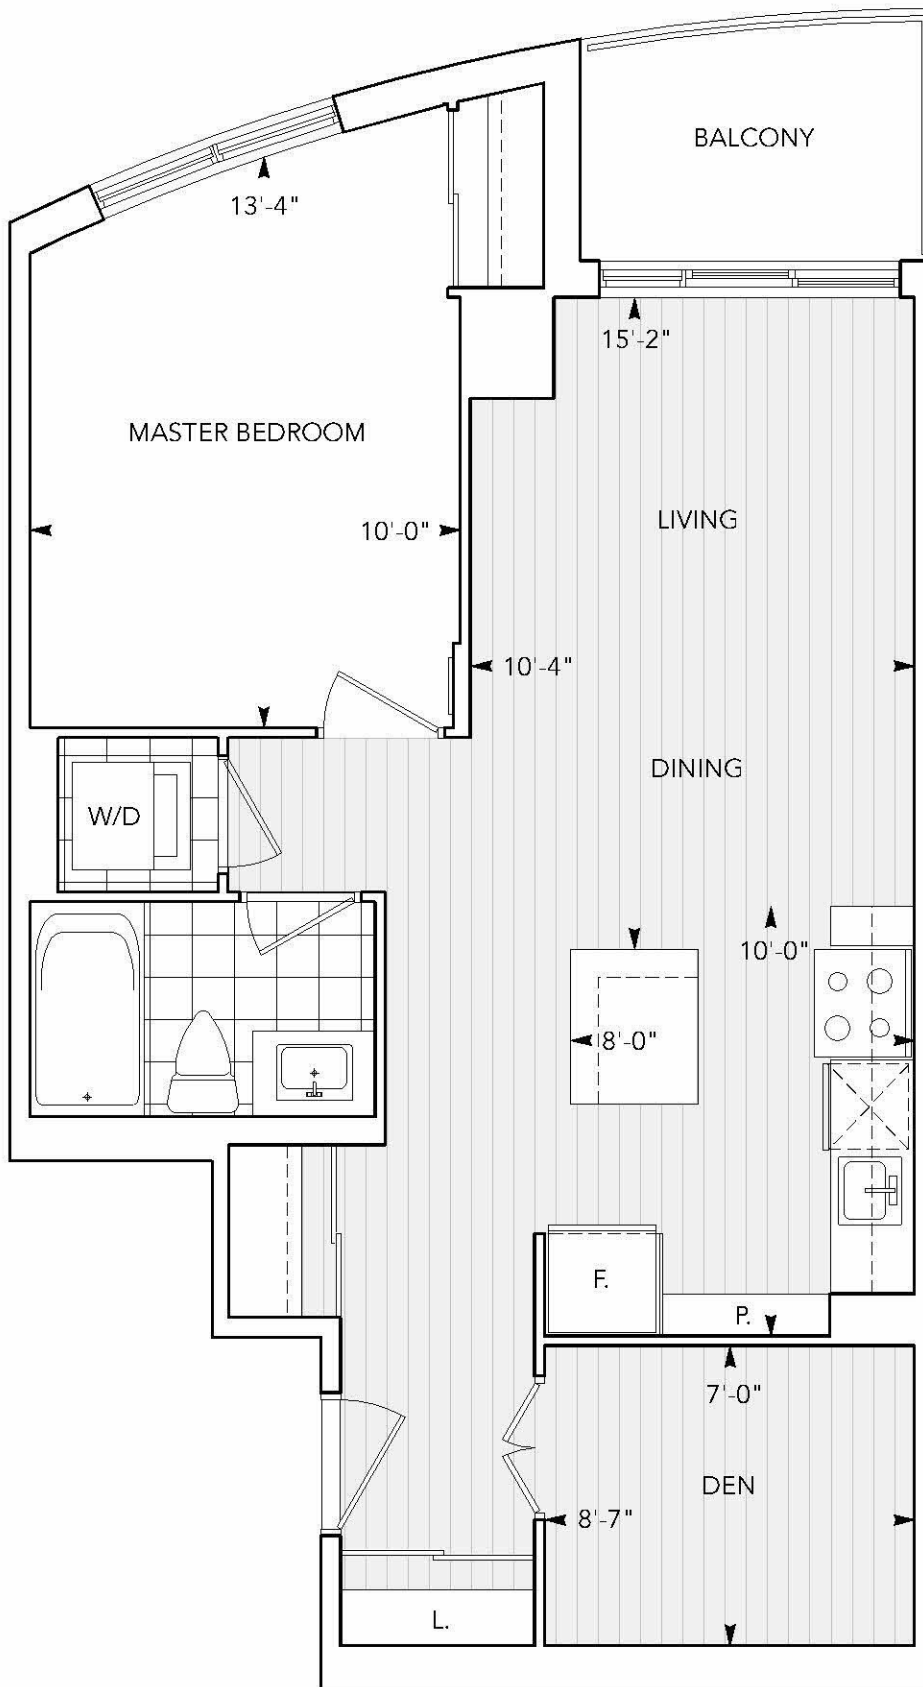 BALCONY
13'-4"
15'-2"
MASTER BEDROOM
LIVING
10'-0"
10'-4"
DINING
W/D
10'-0"
8'-0"
F.
P.
7'-0"
DEN
8'-7"
L.